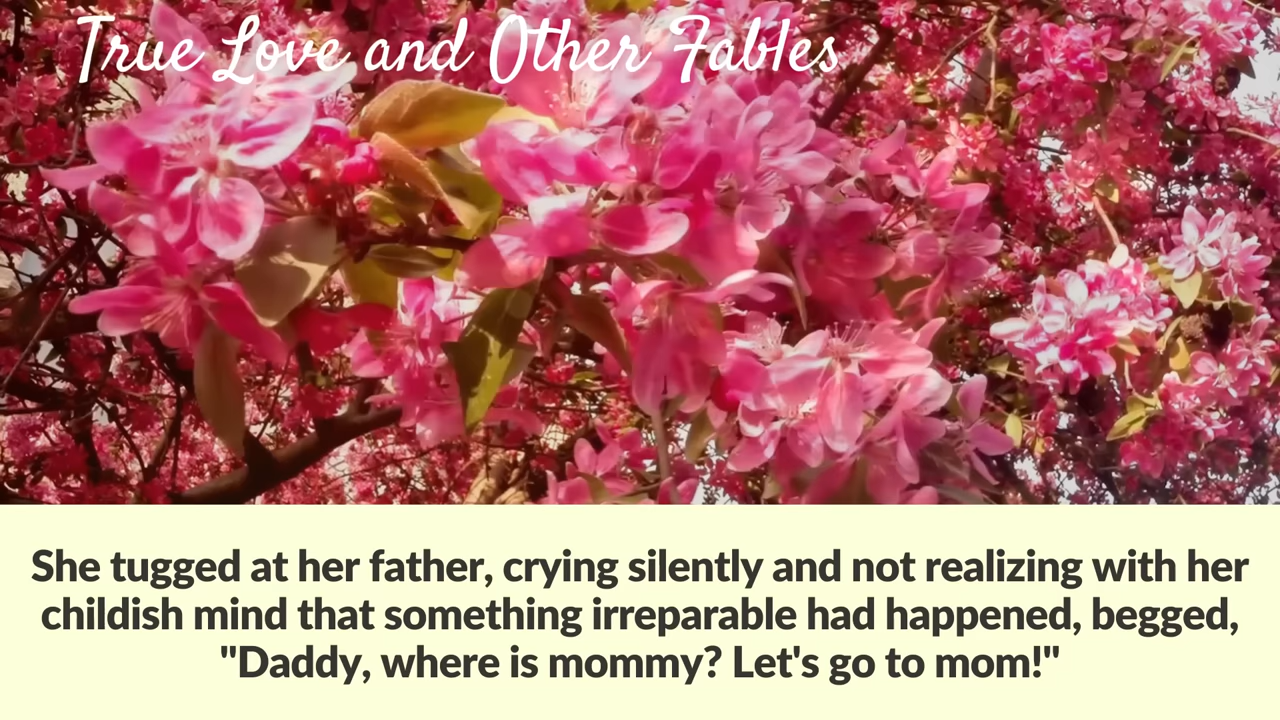 True Love and Other Fables
She tugged at her father, crying silently and not realizing with her
childish mind that something irreparable had happened, begged,
"Daddy, where is mommy? Let's go to mom!"